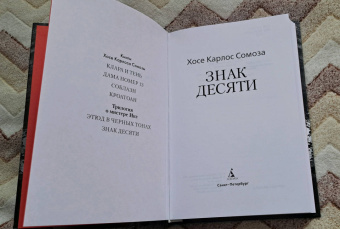 Книги
Хосе Карлоса Сомозы
КЛАРА И ТЕНЬ
ДАМА НОМЕР 13
СОБЛАЗН
КРОАТОАН
Трилогия
о мистере Икс
ЭТЮД В ЧЕРНЫХ ТОНАХ
ЗНАК ДЕСЯТИ
Хосе Карлос Сомоза
ЗНАК
ДЕСЯТИ
Санкт-Петербург